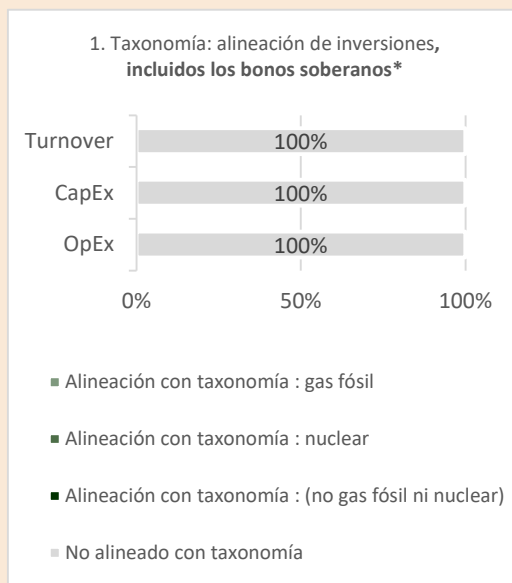 1. Taxonomía: alineación de inversiones,
incluidos los bonos soberanos*
Turnover
100%
CapEx
100%
OpEx
100%
0%
50%
100%
Alineación con taxonomía : gas fósil
Alineación con taxonomía : nuclear
Alineación con taxonomía : (no gas fósil ni nuclear)
No alineado con taxonomía